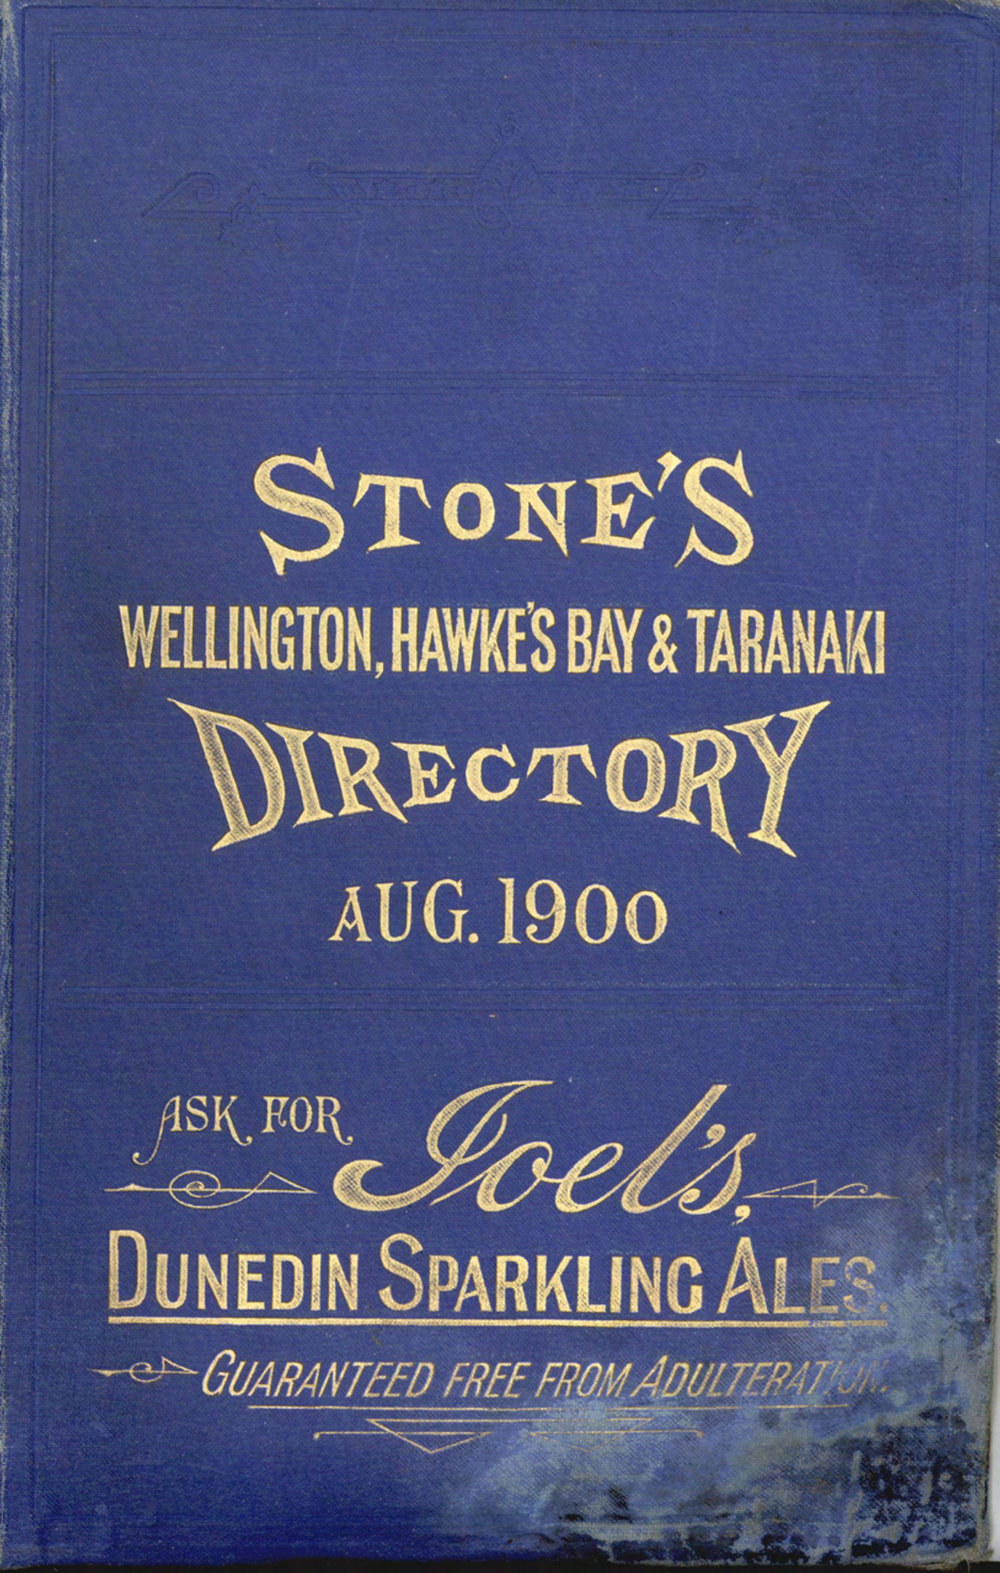 STONE'S
WELLINGTON, HAWKE'S BAY & TARANAKI
DIRECTORY
AUG. 1900
ASK FOR Joel's,
DUNEDIN SPARKLING ALES.
GUARANTEED FREE FROM ADULTERATION.